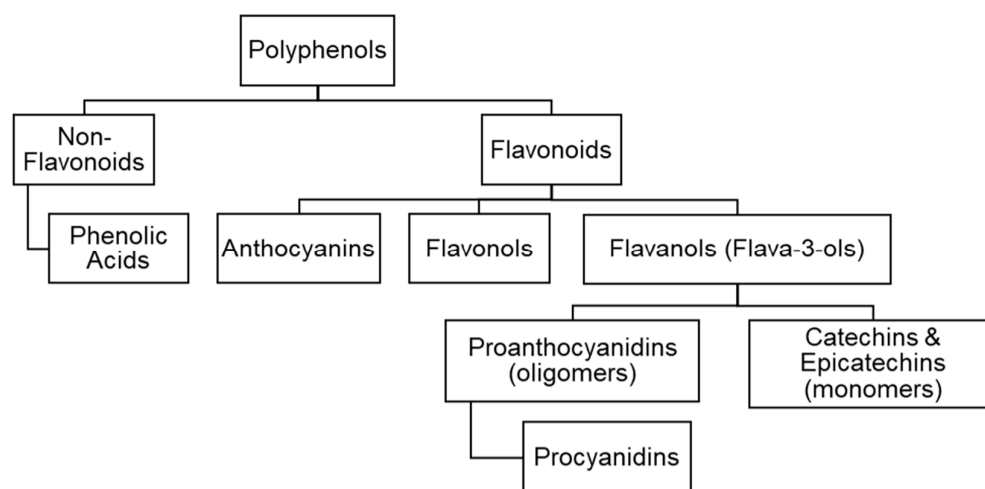 Polyphenols
Non-
Flavonoids
Flavonoids
Phenolic
Acids
Anthocyanins
Flavonols
Flavanols (Flava-3-ols)
Proanthocyanidins
(oligomers)
Catechins &
Epicatechins
(monomers)
Procyanidins